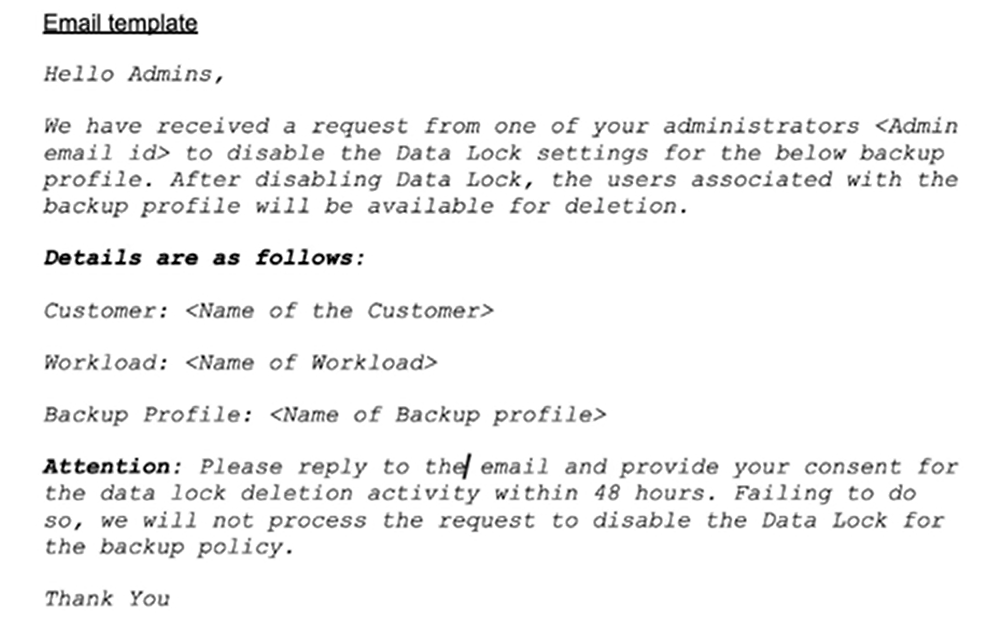 Email template
Hello Admins,
We have received a request from one of your administrators <Admin
email id> to disable the Data Lock settings for the below backup
profile. After disabling Data Lock, the users associated with the
backup profile will be available for deletion.
Details are as follows:
Customer: <Name of the Customer>
Workload: <Name of Workload>
Backup Profile: <Name of Backup profile>
Attention: Please reply to the email and provide your consent for
the data lock deletion activity within 48 hours. Failing to do
so, we will not process the request to disable the Data Lock for
the backup policy.
Thank You